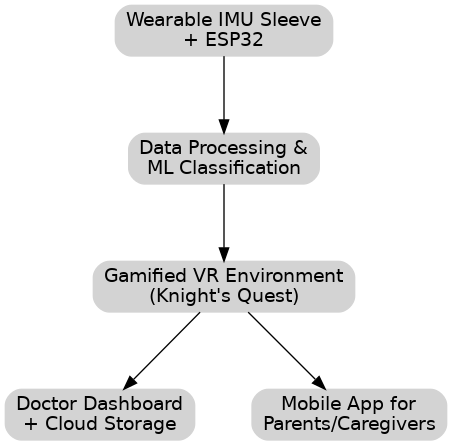 Wearable IMU Sleeve
+ ESP32
Data Processing &
ML Classification
Gamified VR Environment
(Knight's Quest)
Doctor Dashboard
+ Cloud Storage
Mobile App for
Parents/Caregivers